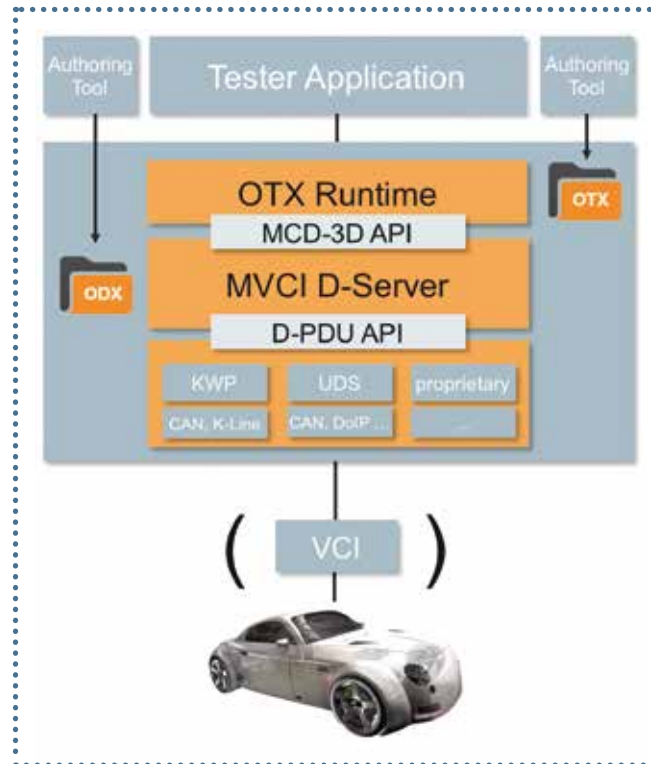 Authoring
Tool
Tester Application
Authoring
Tool
OTX Runtime
OTX
MCD-3D API
MVCI D-Server
ODX
D-PDU API
KWP
UDS
proprietary
CAN, K-Line
CAN, DoIP ...
...
( VCI )